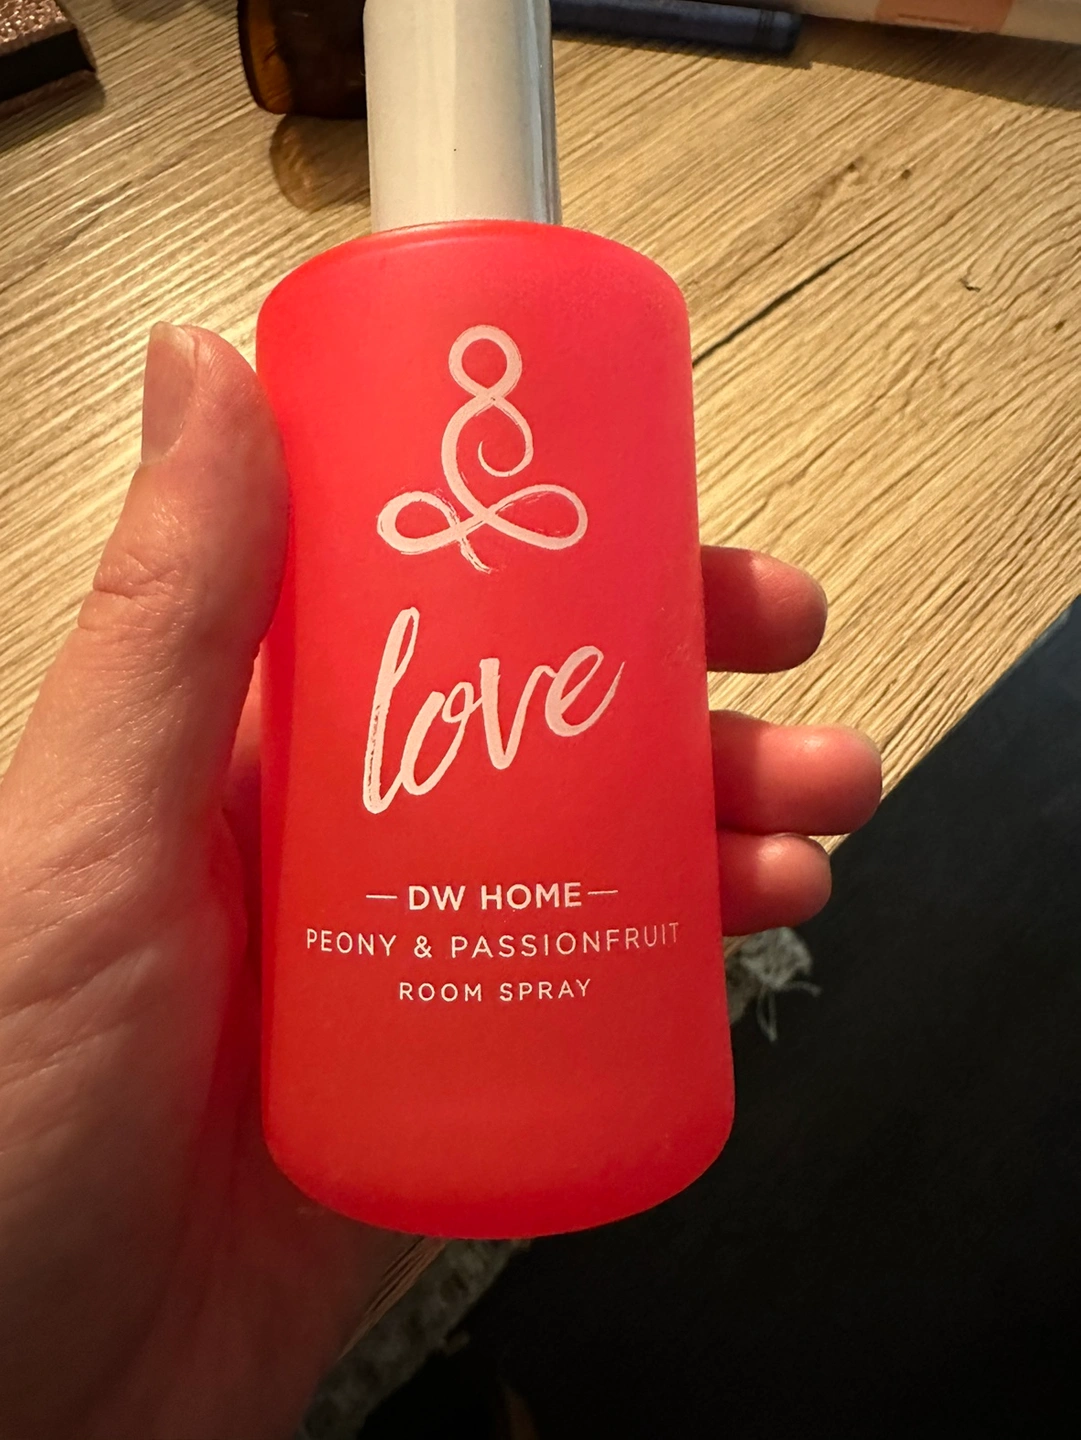 love
—DW HOME—
PEONY & PASSIONFRUIT
ROOM SPRAY